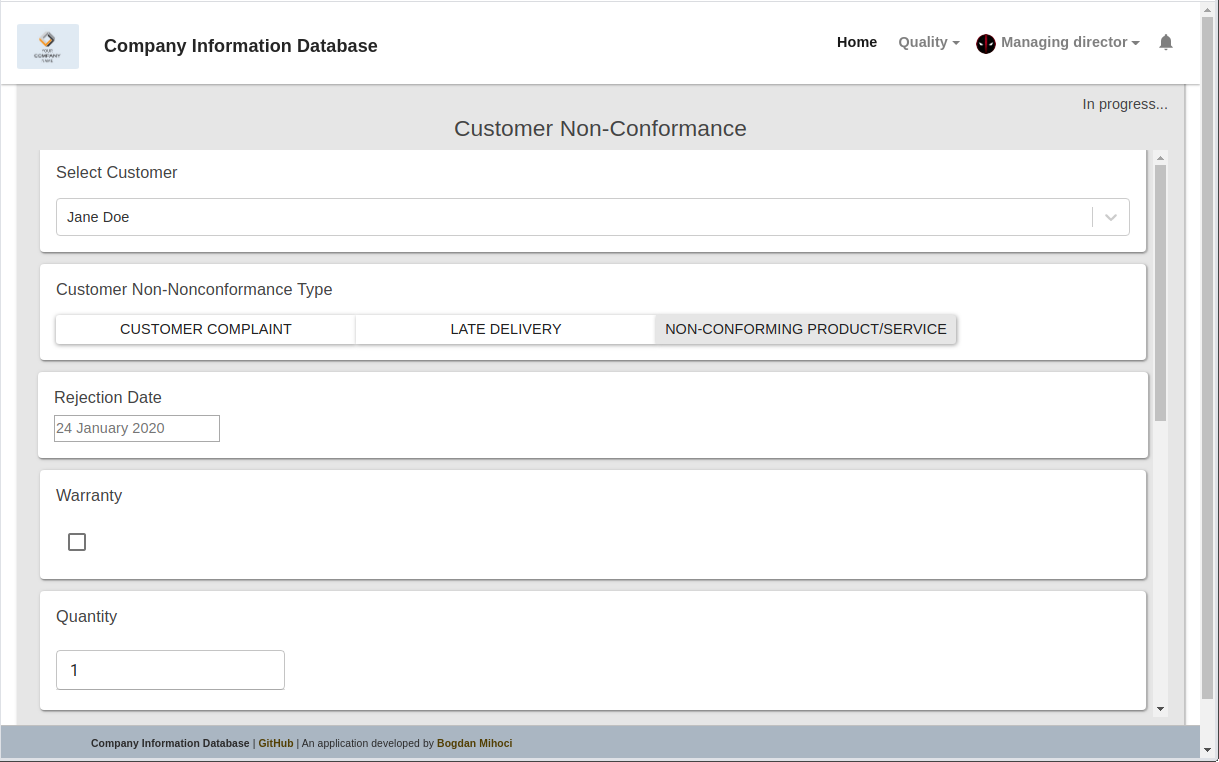 YOUR
COMPANY
NAME
Company Information Database
Home Quality Managing director
In progress...
Customer Non-Conformance
Select Customer
Jane Doe
Customer Non-Nonconformance Type
CUSTOMER COMPLAINT LATE DELIVERY NON-CONFORMING PRODUCT/SERVICE
Rejection Date
24 January 2020
Warranty
Quantity
1
Company Information Database | GitHub | An application developed by Bogdan Mihoci